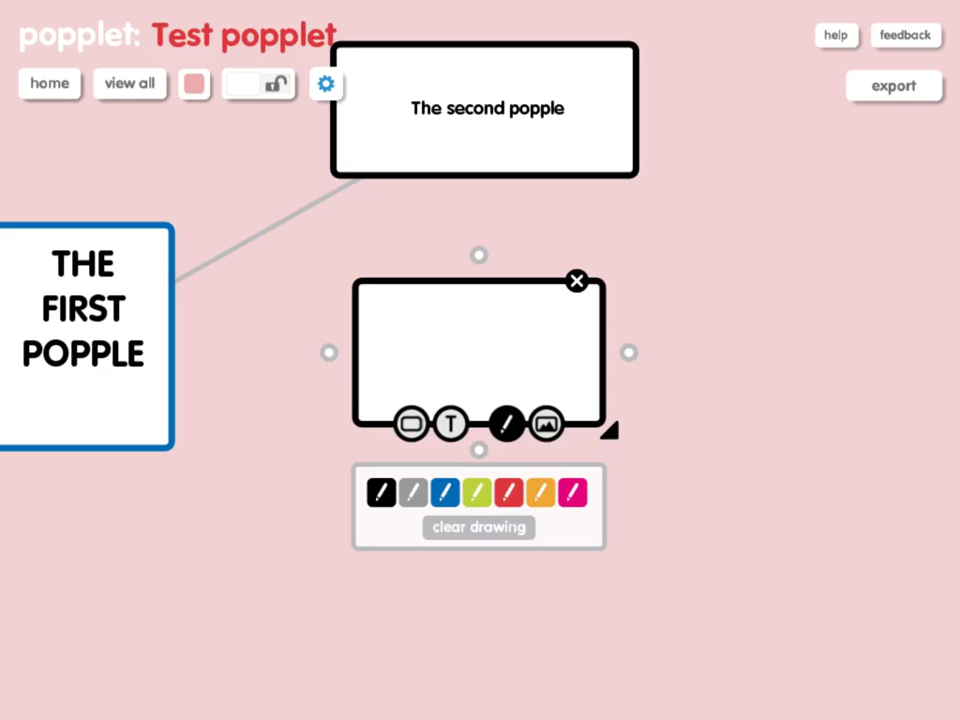 popplet: Test popplet
help
feedback
home
view all
export
The second popple
THE
FIRST
POPPLE
T
clear drawing